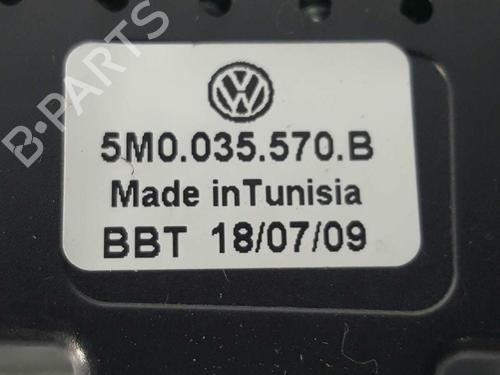 B-PARTS
5M0.035.570.B
Made inTunisia
BBT 18/07/09